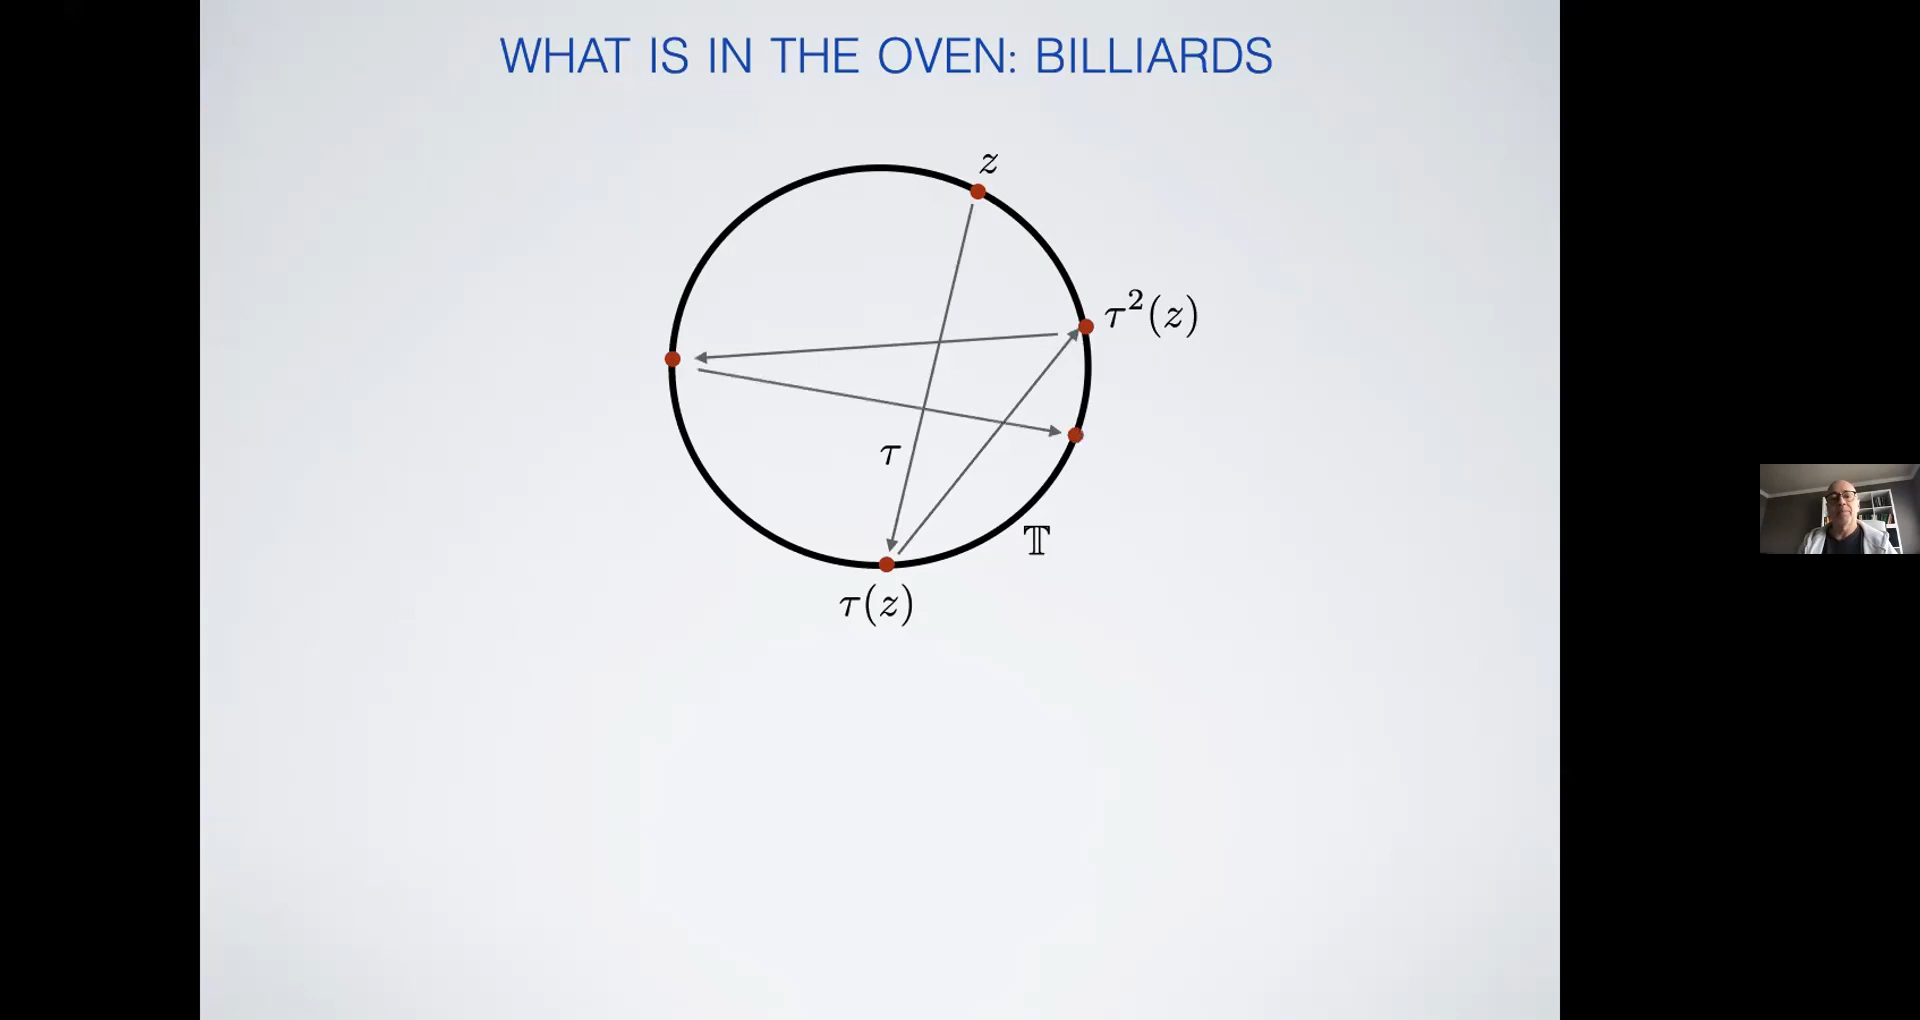 WHAT IS IN THE OVEN: BILLIARDS
z
τ²(z)
τ
𝕋
τ(z)